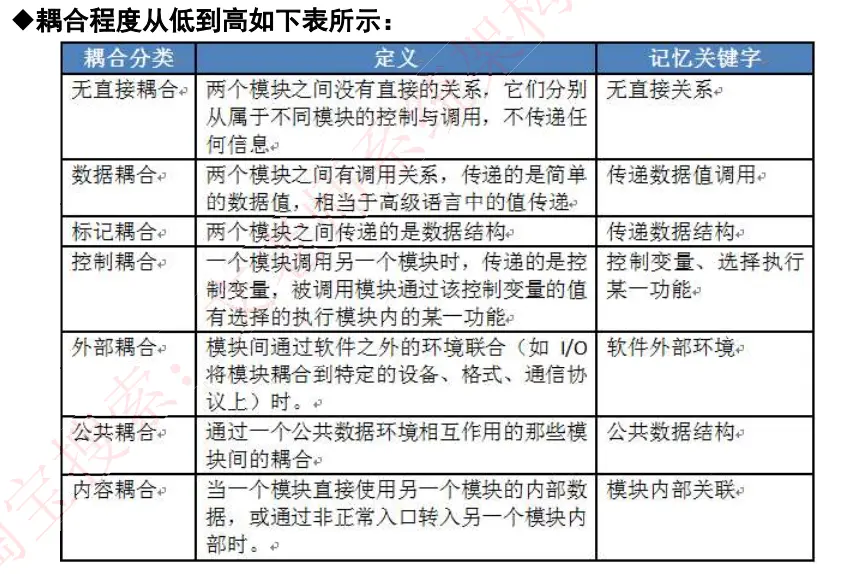 ◆耦合程度从低到高如下表所示：
耦合分类 定义 记忆关键字
无直接耦合 两个模块之间没有直接的关系，它们分别 无直接关系
从属于不同模块的控制与调用，不传递任
何信息
数据耦合 两个模块之间有调用关系，传递的是简单 传递数据值调用
的数据值，相当于高级语言中的值传递
标记耦合 两个模块之间传递的是数据结构 传递数据结构
控制耦合 一个模块调用另一个模块时，传递的是控 控制变量、选择执行
制变量，被调用模块通过该控制变量的值 某一功能
有选择的执行模块内的某一功能
外部耦合 模块间通过软件之外的环境联合（如 I/O 软件外部环境
将模块耦合到特定的设备、格式、通信协
议上）时。
公共耦合 通过一个公共数据环境相互作用的那些模 公共数据结构
块间的耦合
内容耦合 当一个模块直接使用另一个模块的内部数 模块内部关联
据，或通过非正常入口转入另一个模块内
部时。